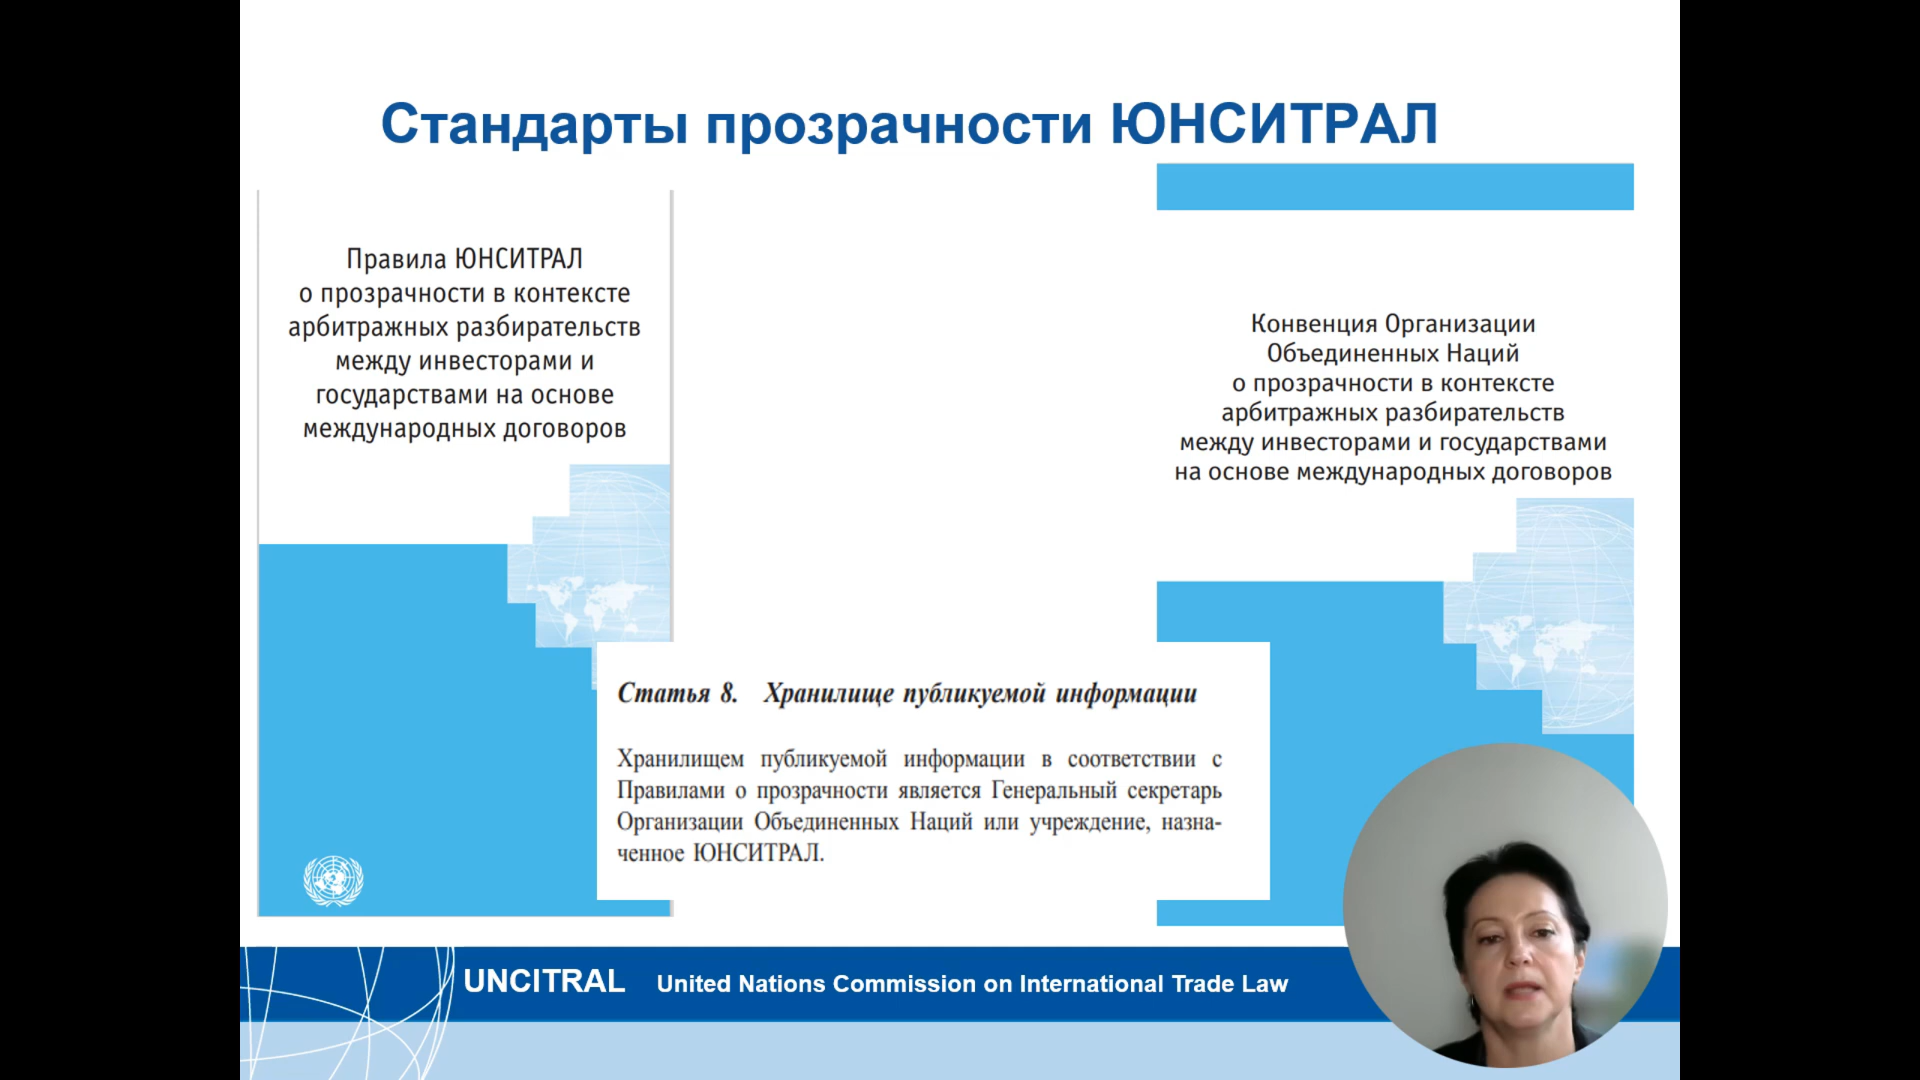 Стандарты прозрачности ЮНСИТРАЛ
Правила ЮНСИТРАЛ
о прозрачности в контексте
арбитражных разбирательств
между инвесторами и
государствами на основе
международных договоров
Конвенция Организации
Объединенных Наций
о прозрачности в контексте
арбитражных разбирательств
между инвесторами и государствами
на основе международных договоров
Статья 8. Хранилище публикуемой информации
Хранилищем публикуемой информации в соответствии с
Правилами о прозрачности является Генеральный секретарь
Организации Объединенных Наций или учреждение, назна-
ченное ЮНСИТРАЛ.
UNCITRAL United Nations Commission on International Trade Law